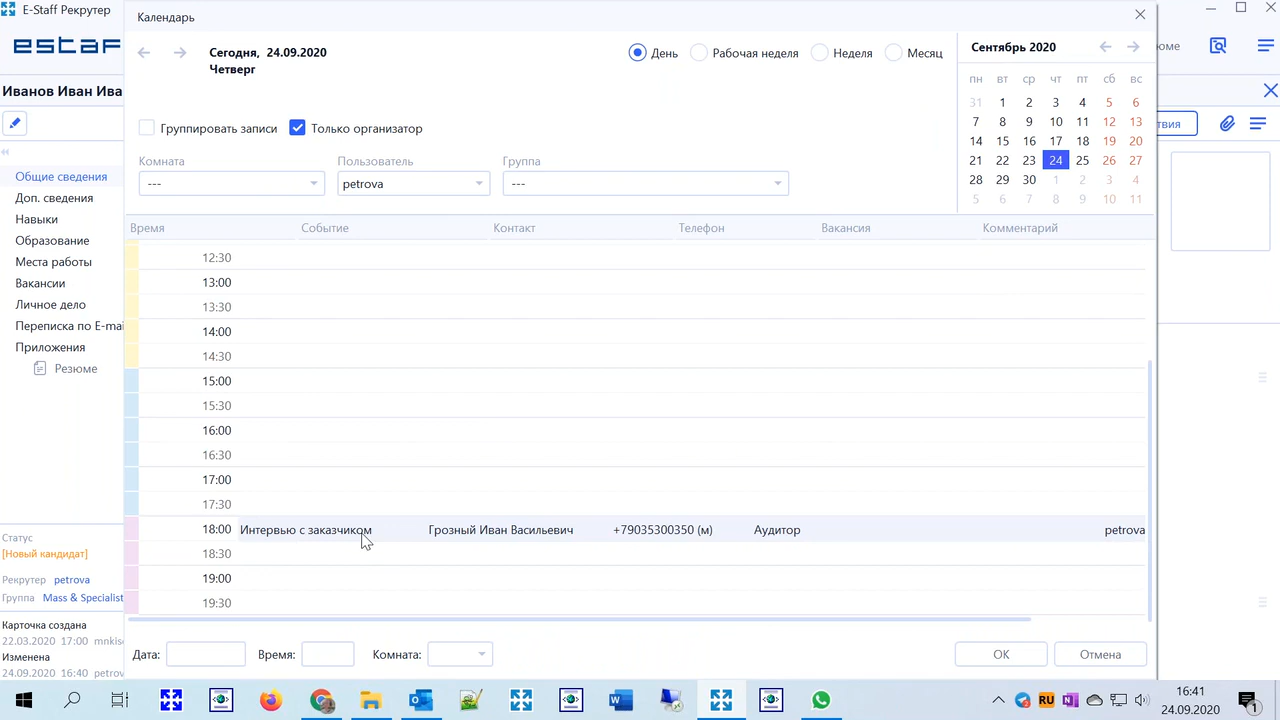 E-Staff Рекрутер
estaf
Иванов Иван Ива
Общие сведения
Доп. сведения
Навыки
Образование
Места работы
Вакансии
Личное дело
Переписка по E-mai
Приложения
Резюме
Статус
[Новый кандидат]
Рекрутер petrova
Группа Mass & Specialist
Карточка создана
22.03.2020 17:00 mnkise
Изменена
24.09.2020 16:40 petrov
Календарь
Сегодня, 24.09.2020
Четверг
День Рабочая неделя Неделя Месяц
Группировать записи Только организатор
Комната Пользователь Группа
--- petrova ---
Сентябрь 2020
пн вт ср чт пт сб вс
31 1 2 3 4 5 6
7 8 9 10 11 12 13
14 15 16 17 18 19 20
21 22 23 24 25 26 27
28 29 30 1 2 3 4
5 6 7 8 9 10 11
Время Событие Контакт Телефон Вакансия Комментарий
12:30
13:00
13:30
14:00
14:30
15:00
15:30
16:00
16:30
17:00
17:30
18:00 Интервью с заказчиком Грозный Иван Васильевич +79035300350 (м) Аудитор petrova
18:30
19:00
19:30
Дата: Время: Комната: ОК Отмена
юме
твия
RU
16:41
24.09.2020
1